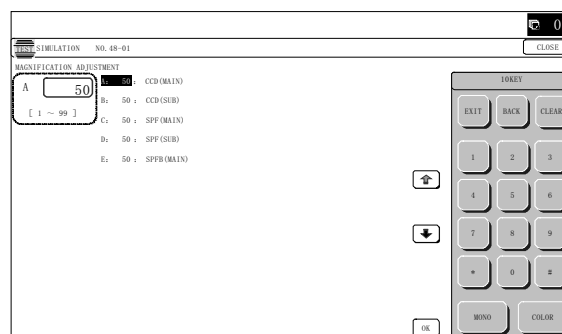 0
TEST SIMULATION NO. 48-01
CLOSE
MAGNIFICATION ADJUSTMENT
A 50
[ 1 ~ 99 ]
A: 50 : CCD(MAIN)
B: 50 : CCD(SUB)
C: 50 : SPF(MAIN)
D: 50 : SPF(SUB)
E: 50 : SPFB(MAIN)
OK
10KEY
EXIT BACK CLEAR
1 2 3
4 5 6
7 8 9
* 0 #
MONO COLOR